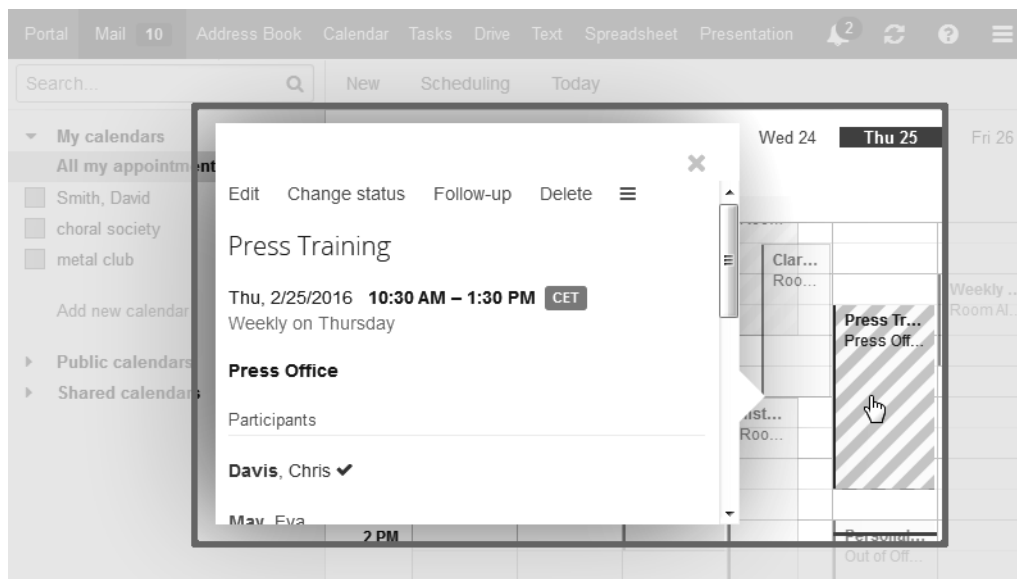 Portal Mail 10 Address Book Calendar Tasks Drive Text Spreadsheet Presentation 2
Search... New Scheduling Today
My calendars
All my appointment
Smith, David
choral society
metal club
Add new calendar
Public calendars
Shared calendars
Wed 24 Thu 25 Fri 26
Edit Change status Follow-up Delete
Press Training
Thu, 2/25/2016 10:30 AM – 1:30 PM CET
Weekly on Thursday
Press Office
Participants
Davis, Chris
May, Eva
2 PM
Clar...
Roo...
Weekly ...
Room Al...
Press Tr...
Press Off...
Roo...
Personal...
Out of Off...